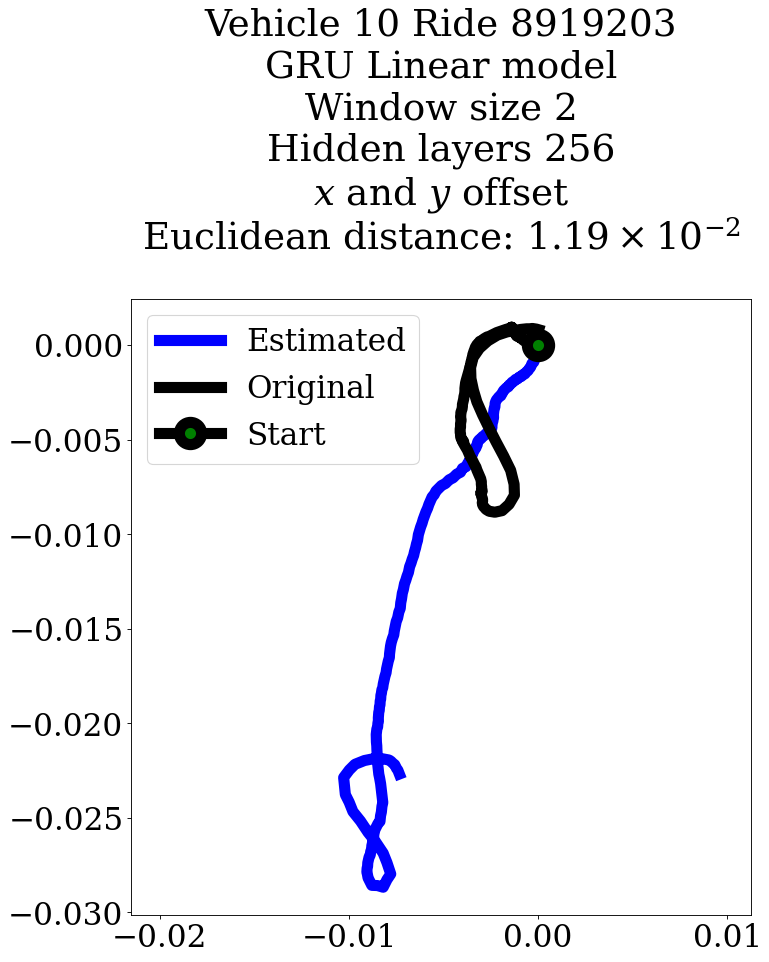 Vehicle 10 Ride 8919203
GRU Linear model
Window size 2
Hidden layers 256
x and y offset
Euclidean distance: 1.19 × 10⁻²
Estimated
Original
Start
0.000
−0.005
−0.010
−0.015
−0.020
−0.025
−0.030
−0.02 −0.01 0.00 0.01